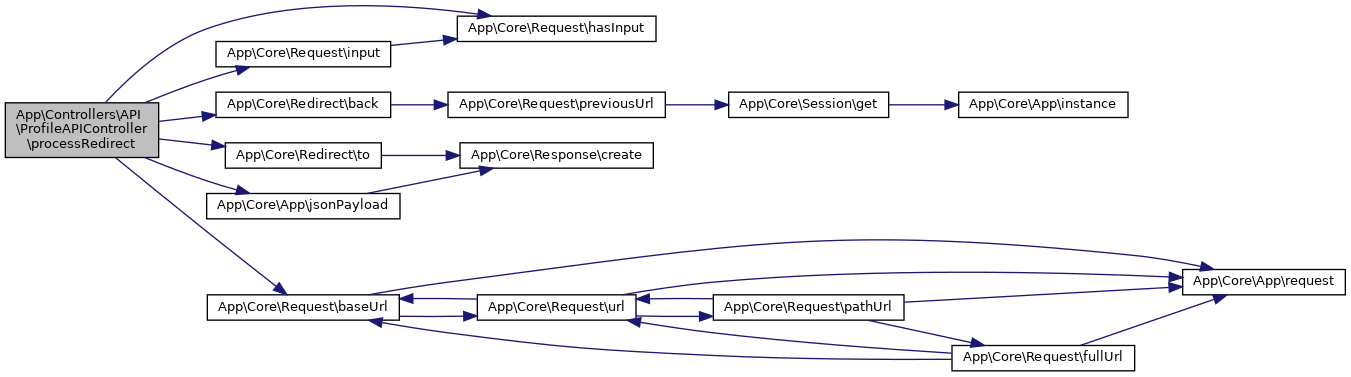 App\Controllers\API
\ProfileAPIController
\processRedirect
App\Core\Request\hasInput
App\Core\Request\input
App\Core\Redirect\back
App\Core\Request\previousUrl
App\Core\Session\get
App\Core\App\instance
App\Core\Redirect\to
App\Core\Response\create
App\Core\App\jsonPayload
App\Core\Request\baseUrl
App\Core\Request\url
App\Core\Request\pathUrl
App\Core\App\request
App\Core\Request\fullUrl